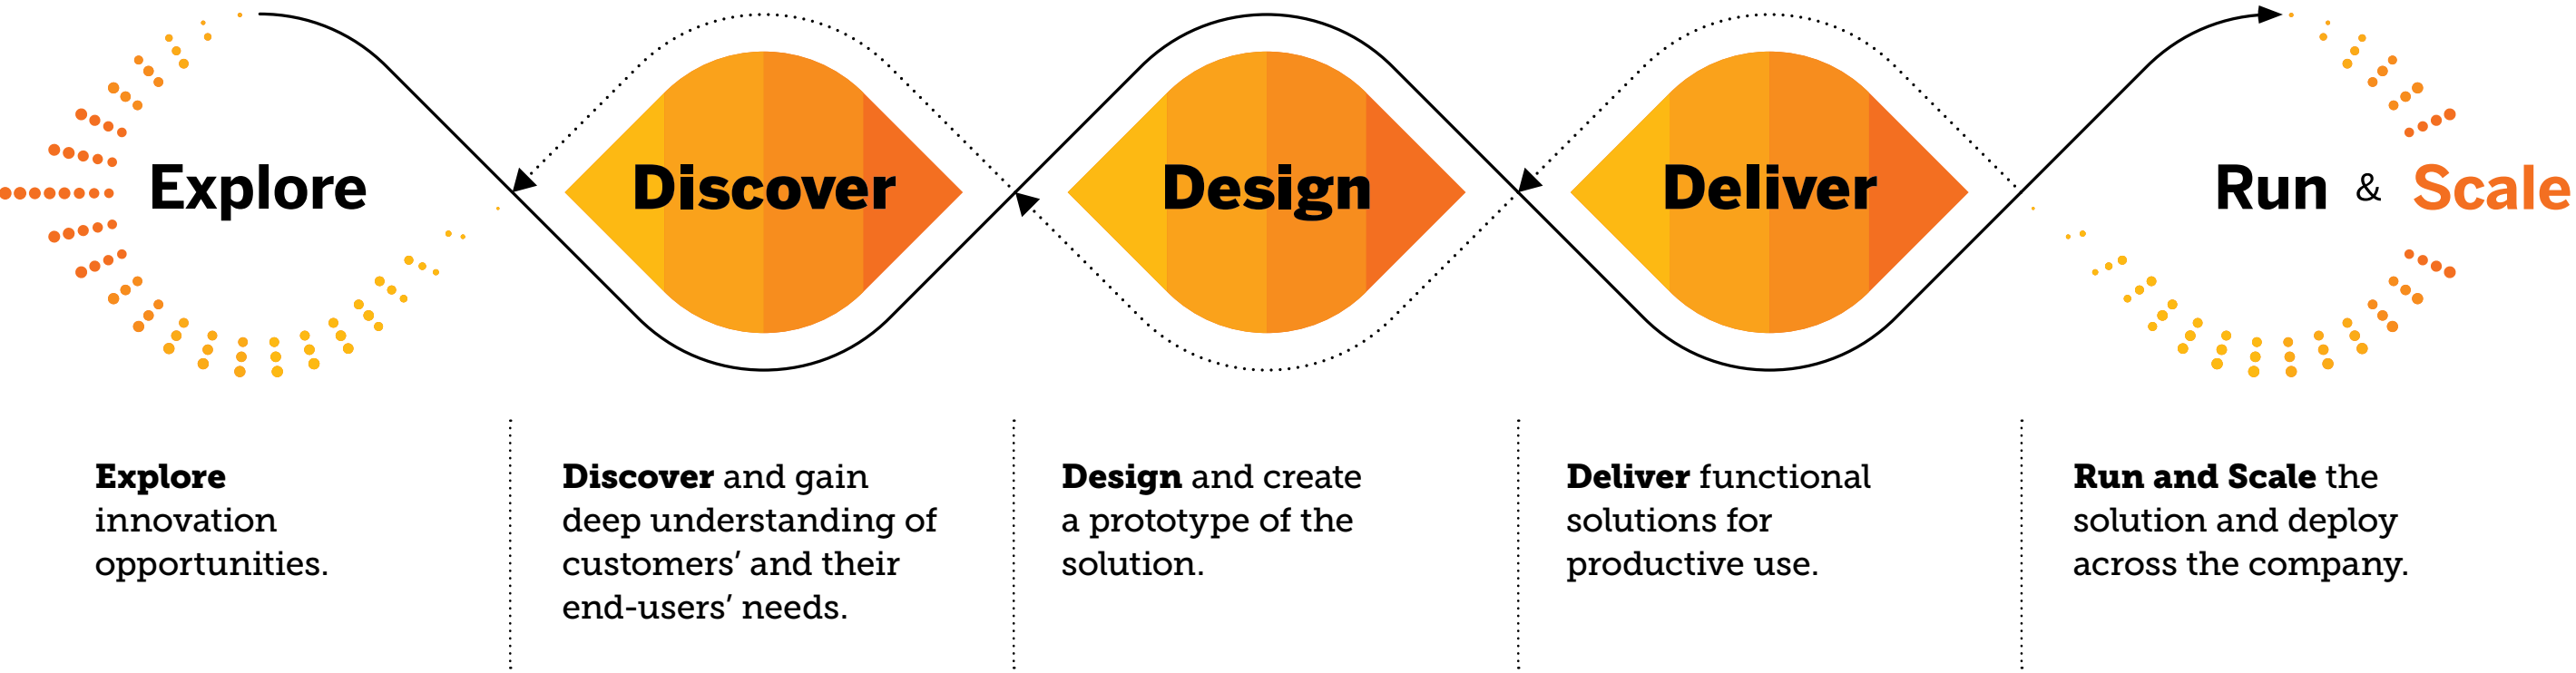 Explore
Discover
Design
Deliver
Run & Scale
Explore
innovation
opportunities.
Discover and gain
deep understanding of
customers’ and their
end-users’ needs.
Design and create
a prototype of the
solution.
Deliver functional
solutions for
productive use.
Run and Scale the
solution and deploy
across the company.